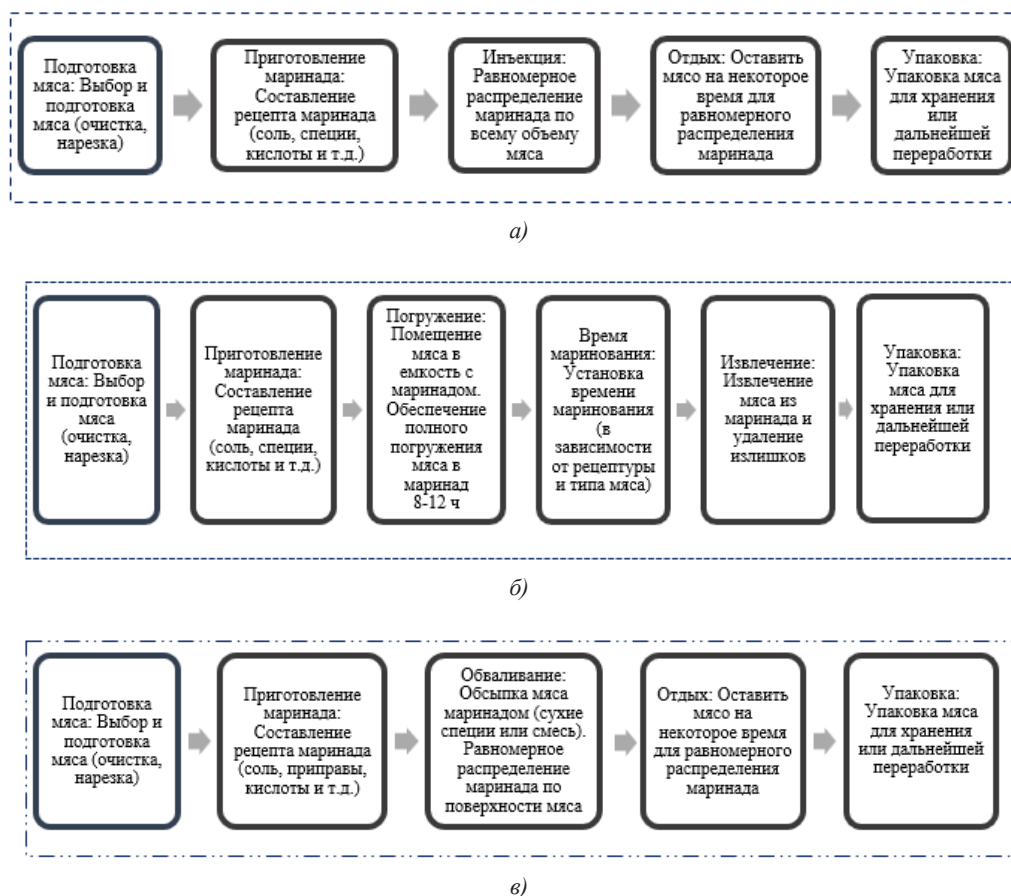 Подготовка
мяса: Выбор и
подготовка
мяса (очистка,
нарезка)
Приготовление
маринада:
Составление
рецепта маринада
(соль, специи,
кислоты и т.д.)
Инъекция:
Равномерное
распределение
маринада по
всему объему
мяса
Отдых: Оставить
мясо на некоторое
время для
равномерного
распределения
маринада
Упаковка:
Упаковка мяса
для хранения
или
дальнейшей
переработки
а)
Подготовка
мяса: Выбор
и подготовка
мяса
(очистка,
нарезка)
Приготовление
маринада:
Составление
рецепта
маринада
(соль, специи,
кислоты и т.д.)
Погружение:
Помещение
мяса в
емкость с
маринадом.
Обеспечение
полного
погружения
мяса в
маринад
8-12 ч
Время
маринования:
Установка
времени
маринования
(в
зависимости
от рецептуры
и типа мяса)
Извлечение:
Извлечение
мяса из
маринада и
удаление
излишков
Упаковка:
Упаковка
мяса для
хранения или
дальнейшей
переработки
б)
Подготовка
мяса: Выбор и
подготовка
мяса (очистка,
нарезка)
Приготовление
маринада:
Составление
рецепта маринада
(соль, приправы,
кислоты и т.д.)
Обваливание:
Обсыпка мяса
маринадом (сухие
специи или смесь).
Равномерное
распределение
маринада по
поверхности мяса
Отдых: Оставить
мясо на
некоторое время
для равномерного
распределения
маринада
Упаковка:
Упаковка мяса
для хранения
или дальнейшей
переработки
в)